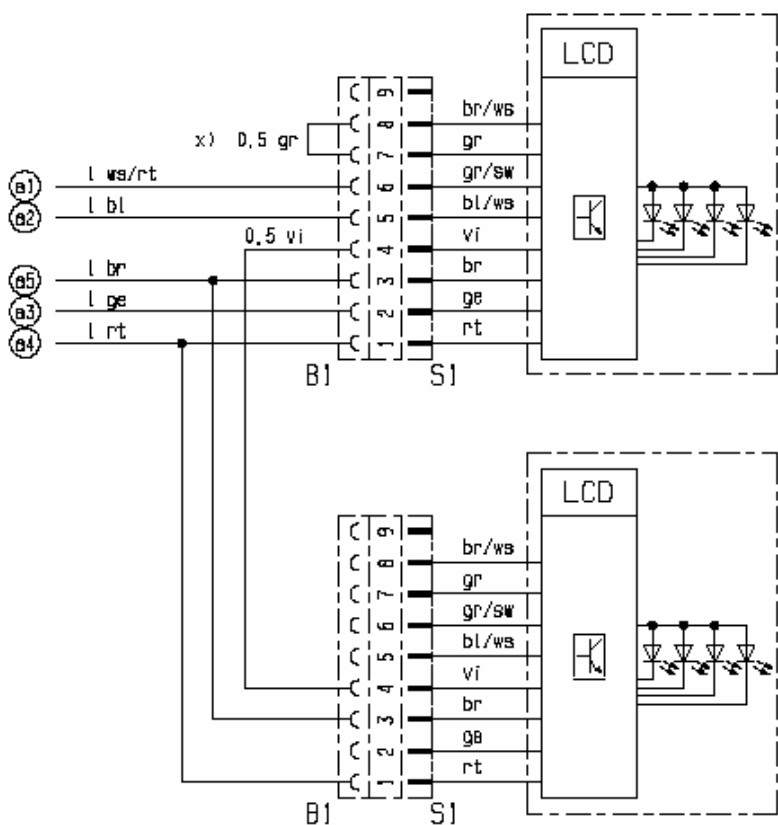 LCD
9
br/ws
8
x) 0,5 gr
gr
7
a1 1 ws/rt
6 gr/sw
a2 1 bl
5 bl/ws
0.5 vi
4 vi
a5 1 br
3 br
a3 1 ge
2 ge
a4 1 rt
1 rt
B1 S1
LCD
9
8 br/ws
7 gr
6 gr/sw
5 bl/ws
4 vi
3 br
2 ge
1 rt
B1 S1